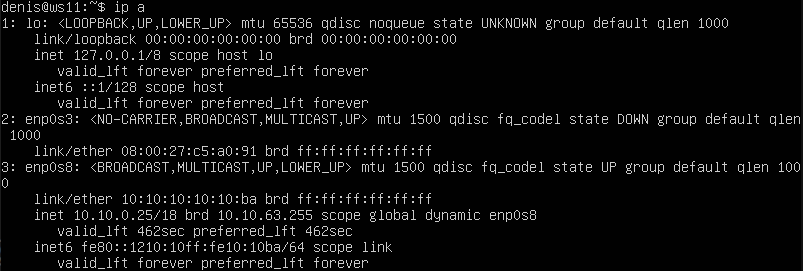 denis@ws11:~$ ip a
1: lo: <LOOPBACK,UP,LOWER_UP> mtu 65536 qdisc noqueue state UNKNOWN group default qlen 1000
    link/loopback 00:00:00:00:00:00 brd 00:00:00:00:00:00
    inet 127.0.0.1/8 scope host lo
       valid_lft forever preferred_lft forever
    inet6 ::1/128 scope host
       valid_lft forever preferred_lft forever
2: enp0s3: <NO-CARRIER,BROADCAST,MULTICAST,UP> mtu 1500 qdisc fq_codel state DOWN group default qlen
 1000
    link/ether 08:00:27:c5:a0:91 brd ff:ff:ff:ff:ff:ff
3: enp0s8: <BROADCAST,MULTICAST,UP,LOWER_UP> mtu 1500 qdisc fq_codel state UP group default qlen 100
0
    link/ether 10:10:10:10:10:ba brd ff:ff:ff:ff:ff:ff
    inet 10.10.0.25/18 brd 10.10.63.255 scope global dynamic enp0s8
       valid_lft 462sec preferred_lft 462sec
    inet6 fe80::1210:10ff:fe10:10ba/64 scope link
       valid_lft forever preferred_lft forever